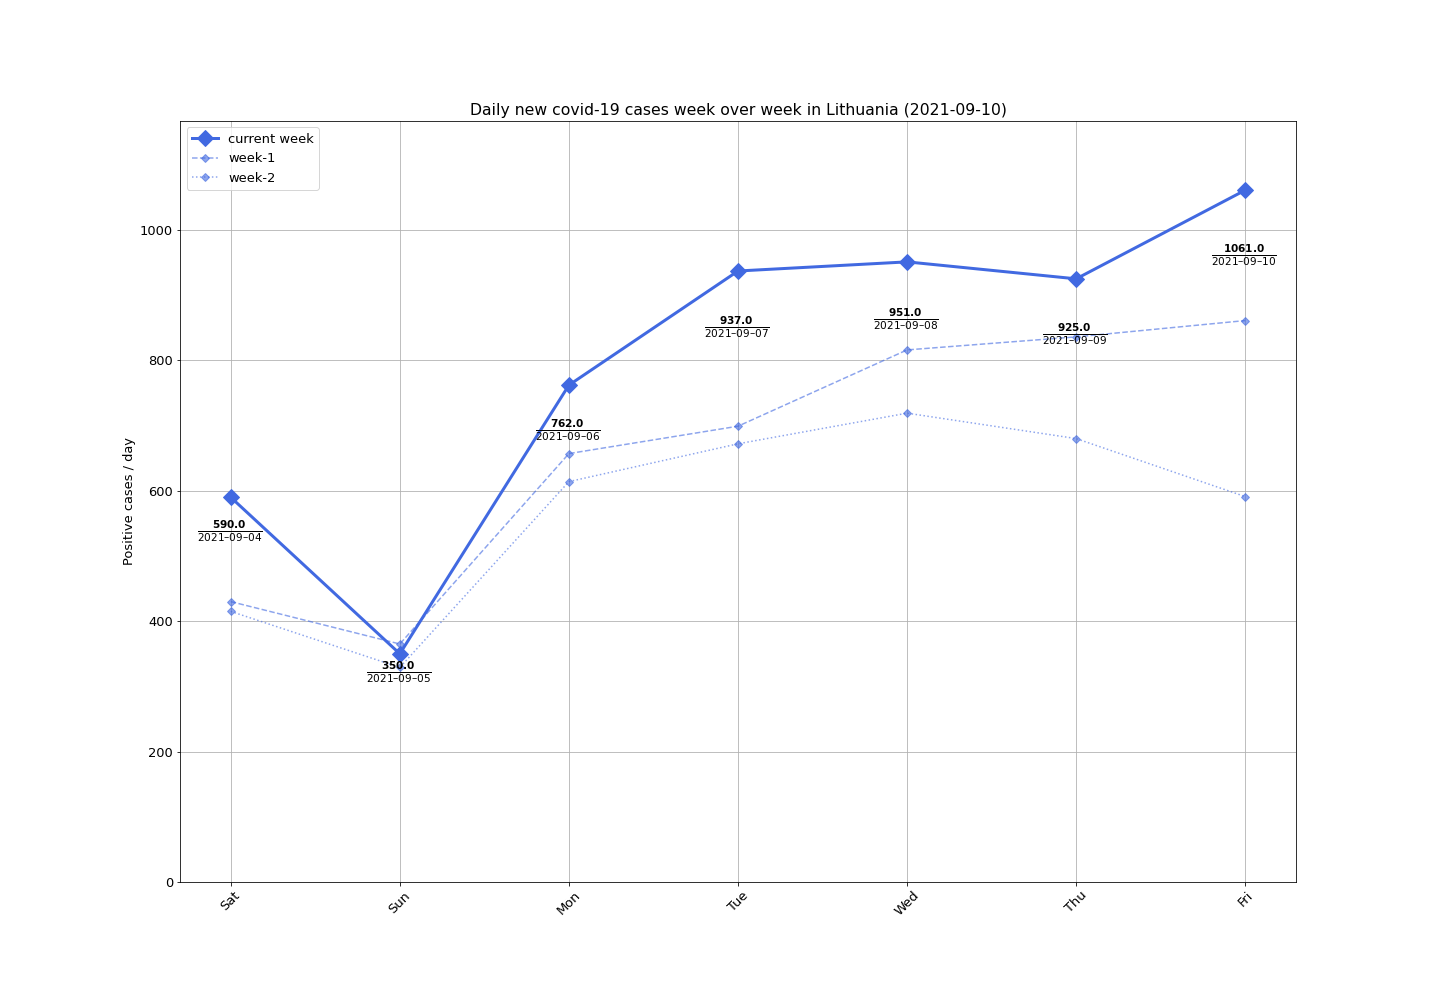 Daily new covid-19 cases week over week in Lithuania (2021-09-10)
current week
week-1
week-2
Positive cases / day
1000
800
600
400
200
0
1061.0
2021–09–10
951.0
2021–09–08
937.0
2021–09–07
925.0
2021–09–09
762.0
2021–09–06
590.0
2021–09–04
350.0
2021–09–05
Sat
Sun
Mon
Tue
Wed
Thu
Fri